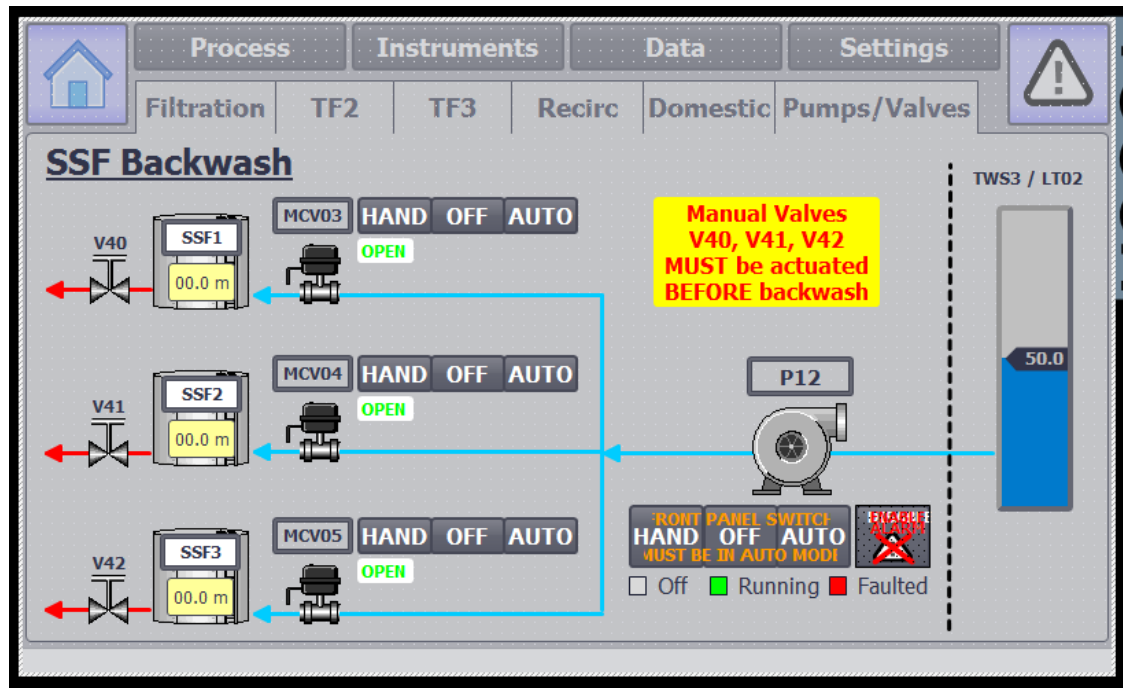 Process Instruments Data Settings
Filtration TF2 TF3 Recirc Domestic Pumps/Valves
SSF Backwash
TWS3 / LT02
MCV03 HAND OFF AUTO
OPEN
V40
SSF1
00.0 m
Manual Valves
V40, V41, V42
MUST be actuated
BEFORE backwash
50.0
MCV04 HAND OFF AUTO
OPEN
V41
SSF2
00.0 m
P12
MCV05 HAND OFF AUTO
OPEN
V42
SSF3
00.0 m
FRONT PANEL SWITCH
HAND OFF AUTO
MUST BE IN AUTO MODE
ENABLE
ALARM
Off Running Faulted